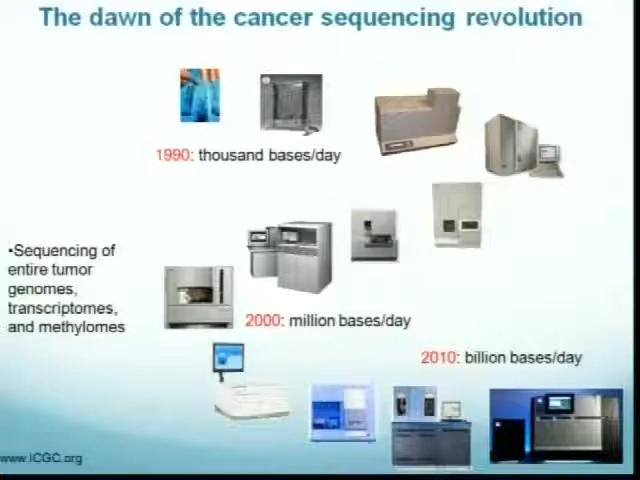 The dawn of the cancer sequencing revolution
1990: thousand bases/day
•Sequencing of
entire tumor
genomes,
transcriptomes,
and methylomes
2000: million bases/day
2010: billion bases/day
www.ICGC.org